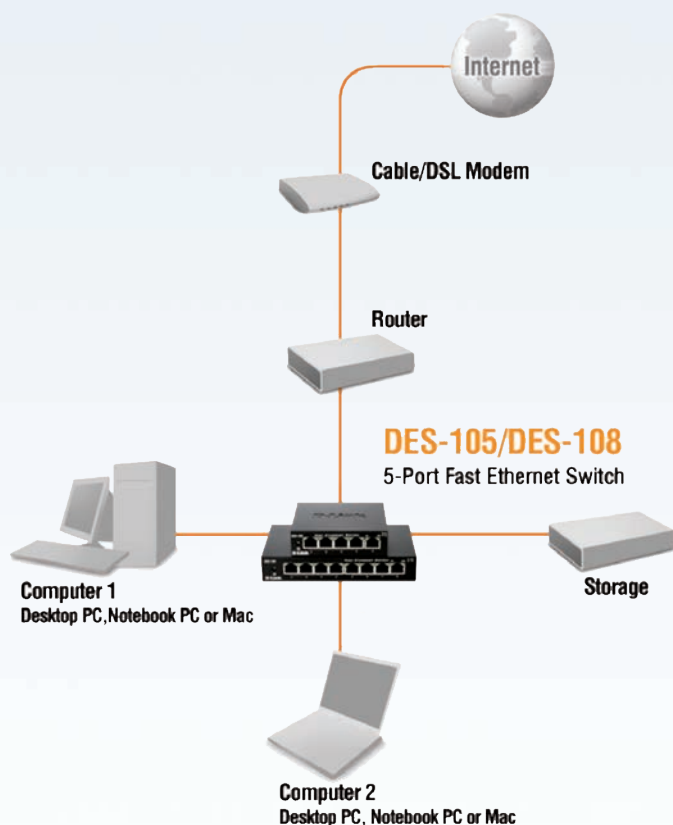 Internet
Cable/DSL Modem
Router
DES-105/DES-108
5-Port Fast Ethernet Switch
Computer 1
Desktop PC,Notebook PC or Mac
Storage
Computer 2
Desktop PC, Notebook PC or Mac